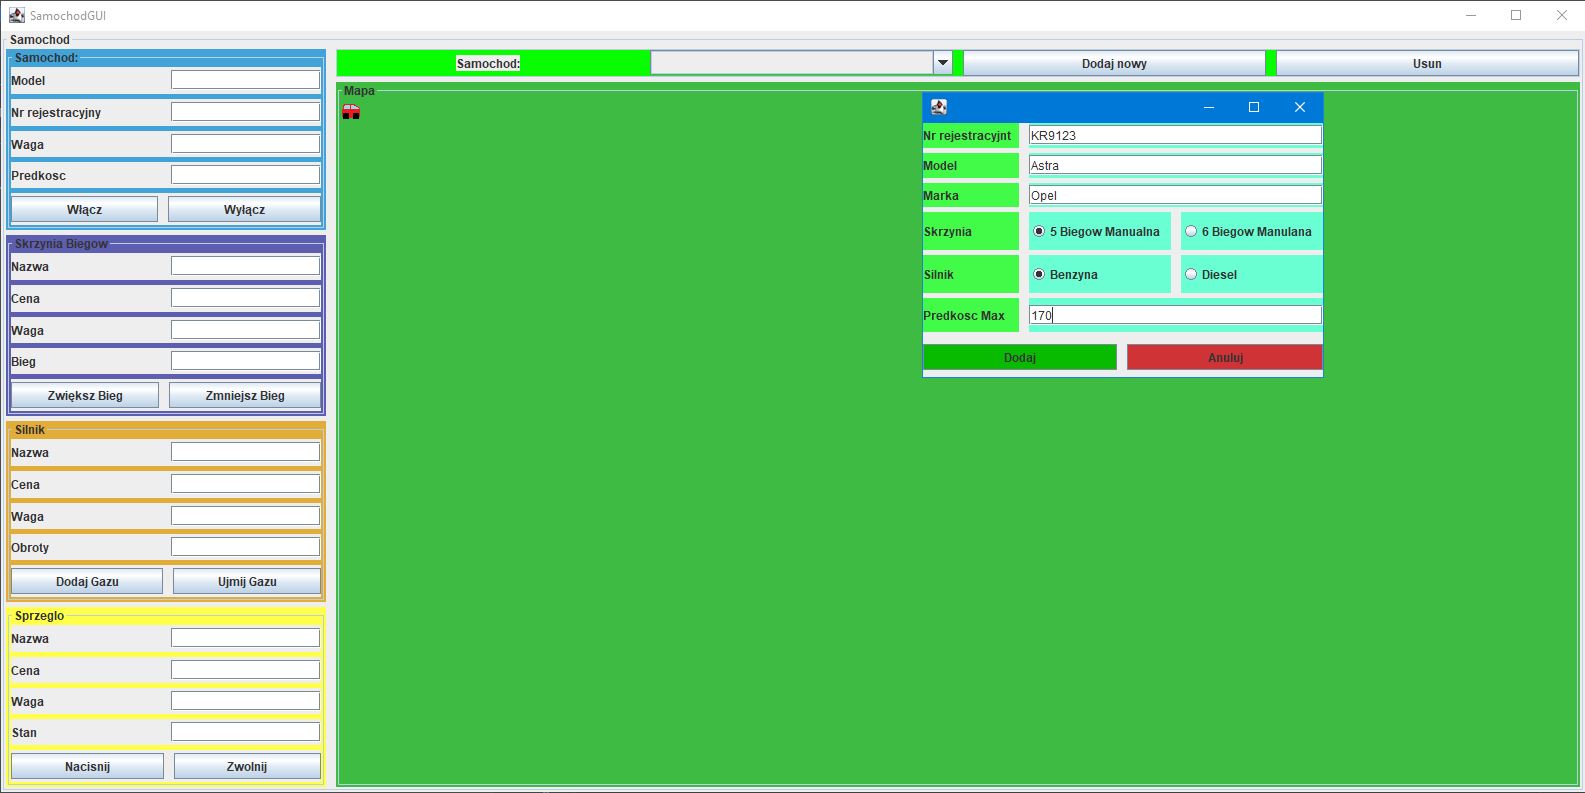 SamochodGUI
Samochod
Samochod:
Model
Nr rejestracyjny
Waga
Predkosc
Włącz Wyłącz
Skrzynia Biegow
Nazwa
Cena
Waga
Bieg
Zwiększ Bieg Zmniejsz Bieg
Silnik
Nazwa
Cena
Waga
Obroty
Dodaj Gazu Ujmij Gazu
Sprzeglo
Nazwa
Cena
Waga
Stan
Nacisnij Zwolnij
Samochod: Dodaj nowy Usun
Mapa
Nr rejestracyjnt KR9123
Model Astra
Marka Opel
Skrzynia 5 Biegow Manualna 6 Biegow Manulana
Silnik Benzyna Diesel
Predkosc Max 170
Dodaj Anuluj